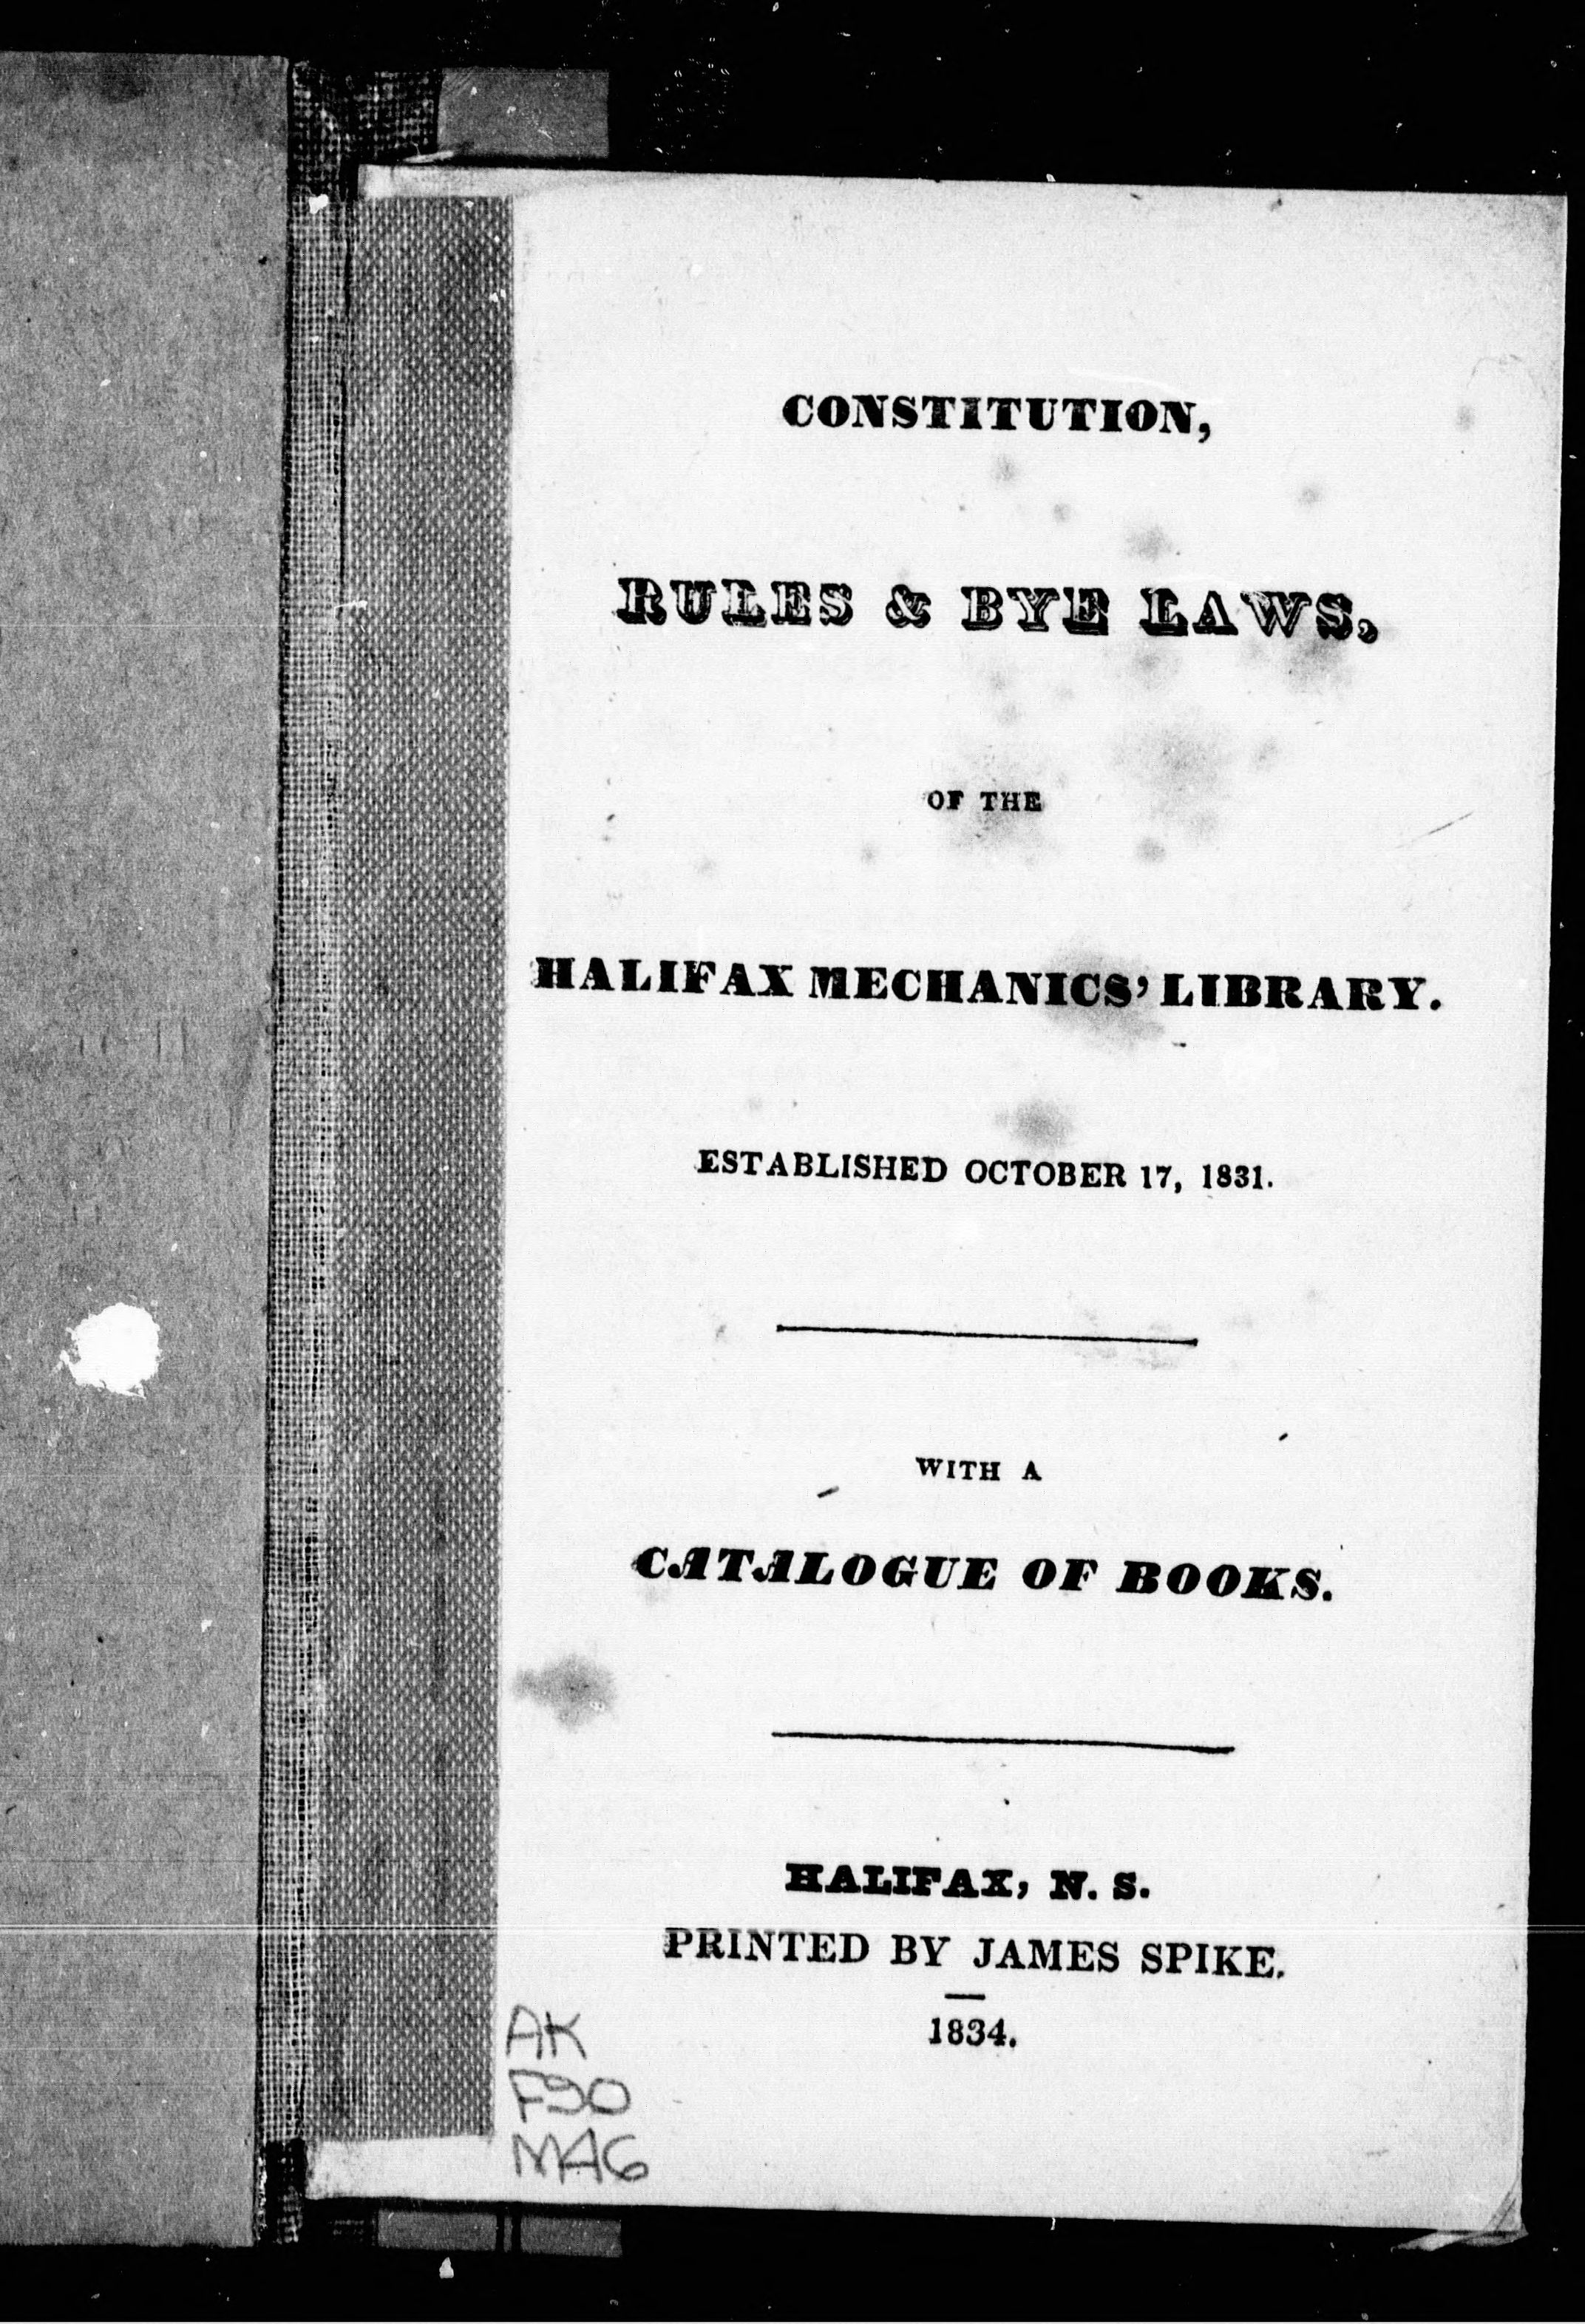 CONSTITUTION,
RULES & BYE LAWS,
OF THE
HALIFAX MECHANICS' LIBRARY.
ESTABLISHED OCTOBER 17, 1831.
WITH A
CATALOGUE OF BOOKS.
HALIFAX, N. S.
PRINTED BY JAMES SPIKE.
1834.
AK
F90
MA6